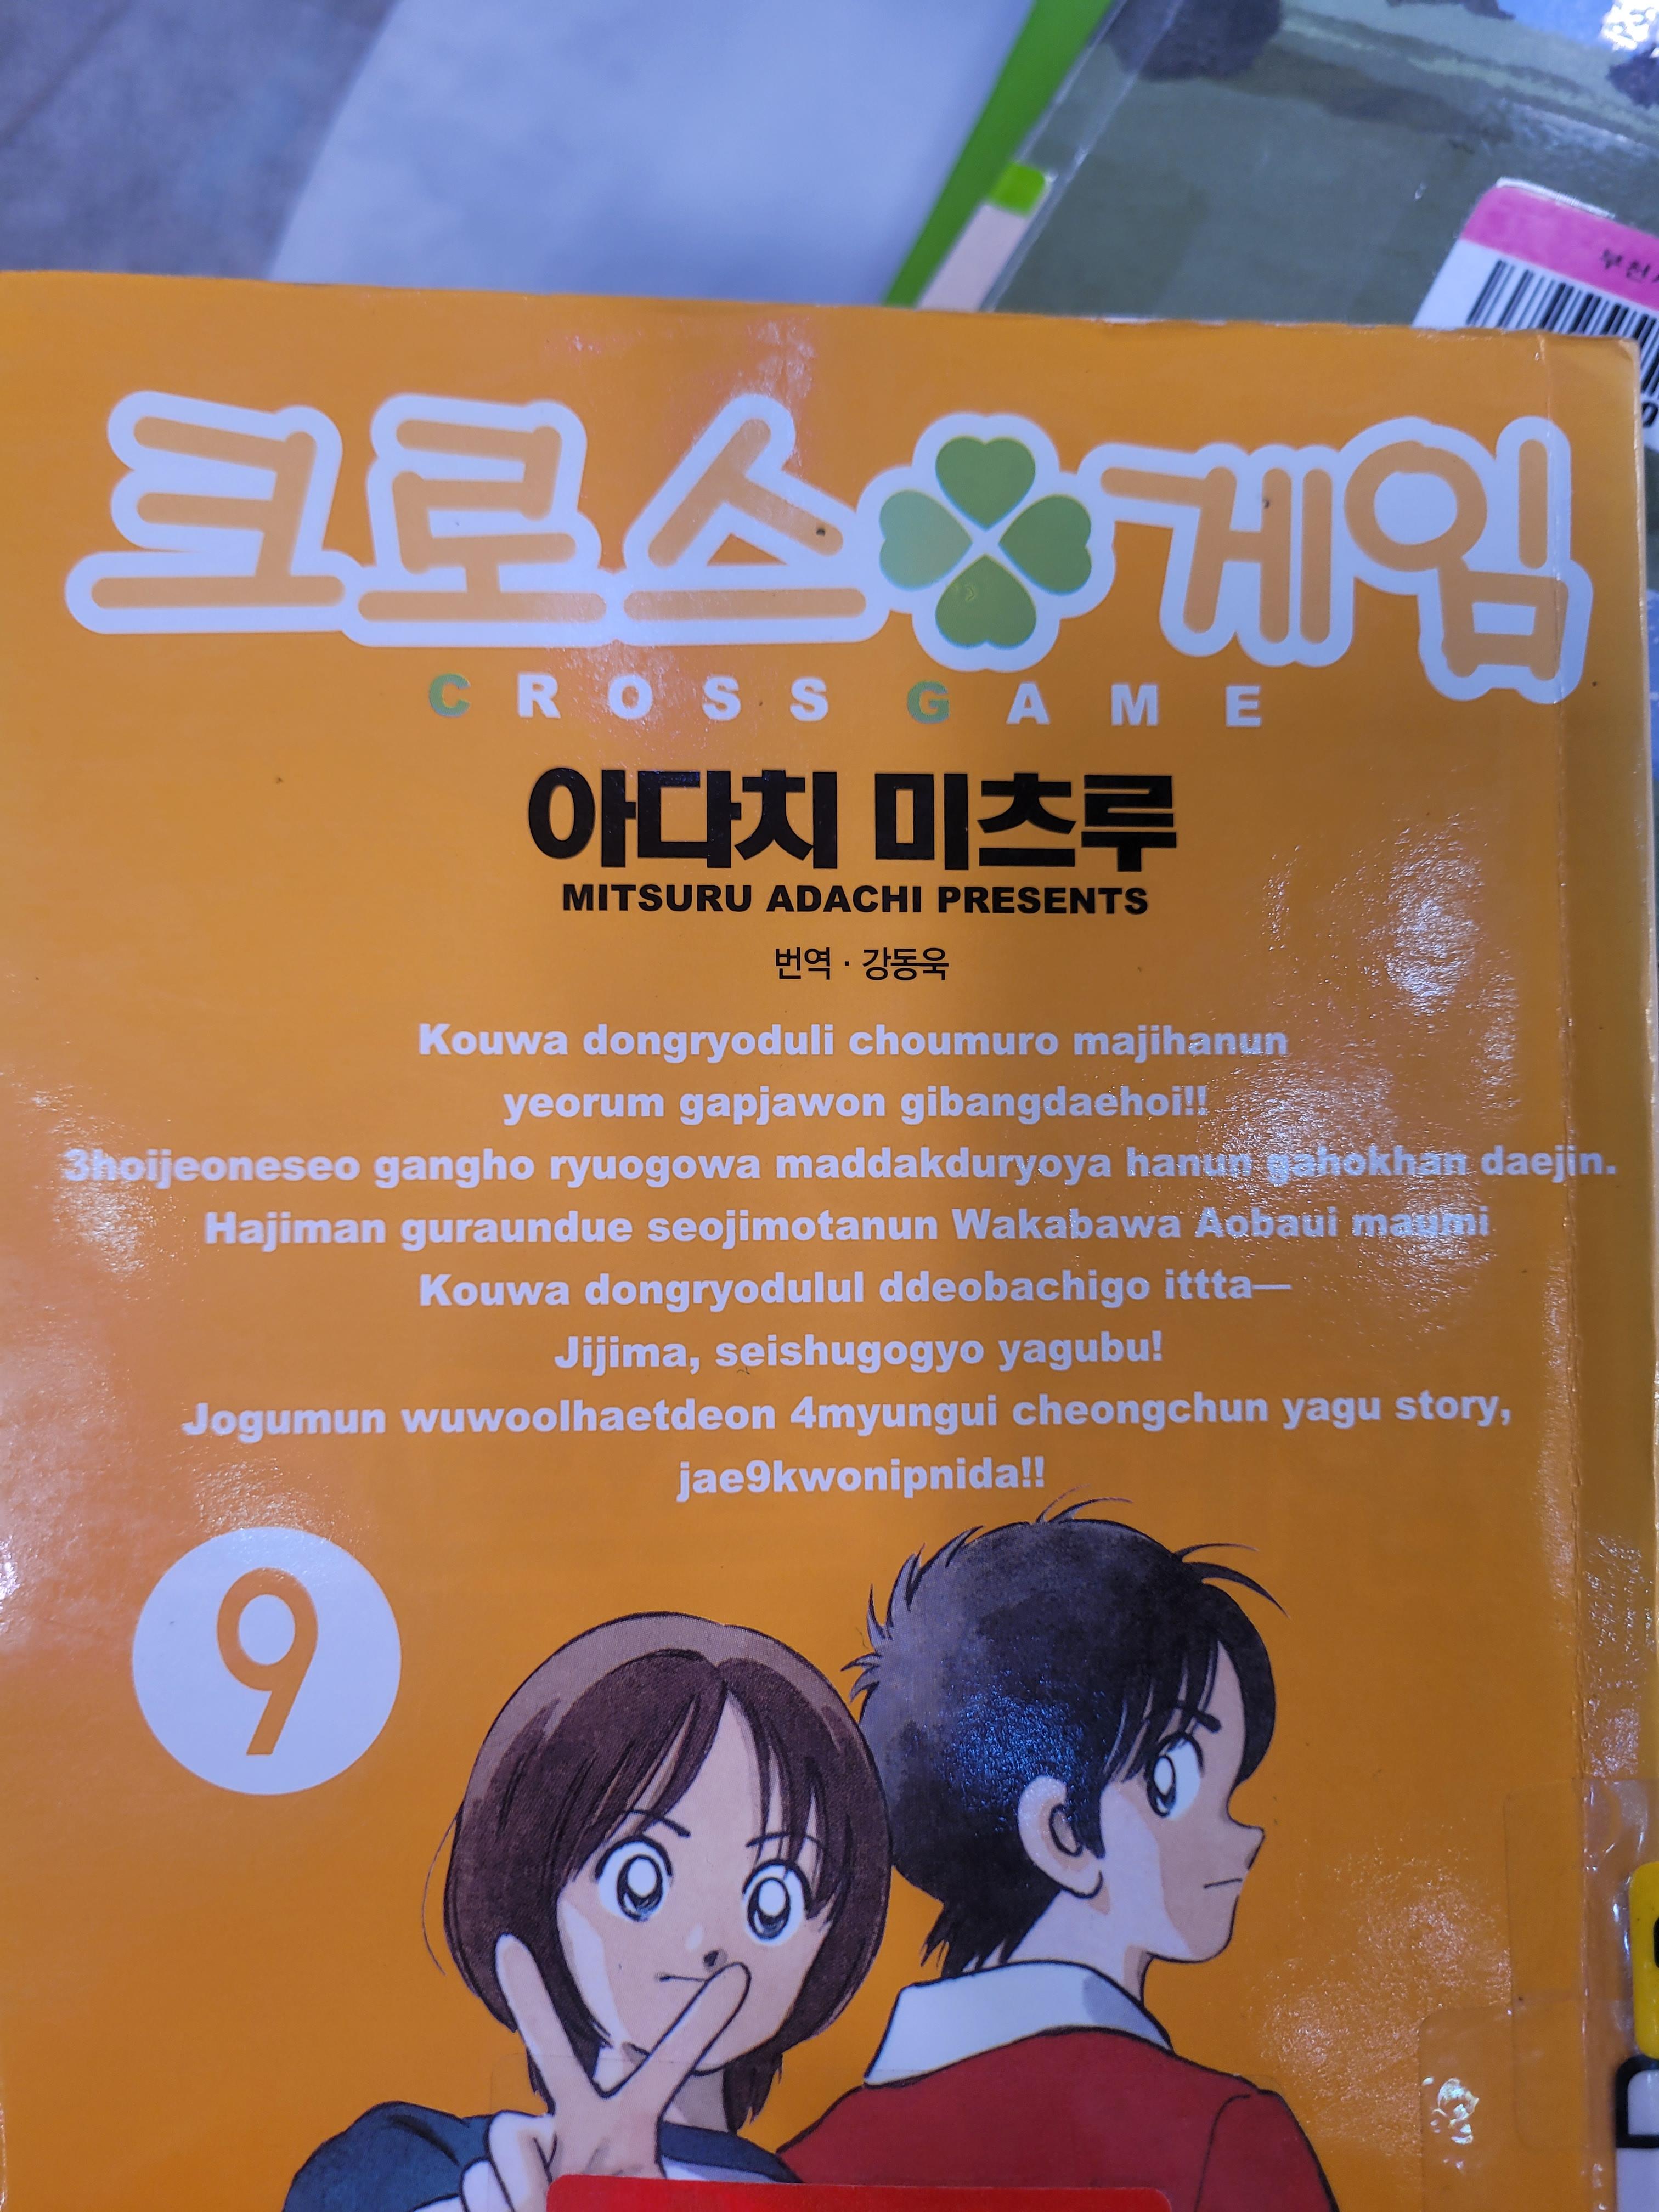 크로스 게임
CROSS GAME
아다치 미츠루
MITSURU ADACHI PRESENTS
번역 · 강동욱
Kouwa dongryoduli choumuro majihanun
yeorum gapjawon gibangdaehoi!!
3hoijeoneseo gangho ryuogowa maddakduryoya hanun gahokhan daejin.
Hajiman guraundue seojimotanun Wakabawa Aobaui maumi
Kouwa dongryodulul ddeobachigo ittta—
Jijima, seishugogyo yagubu!
Jogumun wuwoolhaetdeon 4myungui cheongchun yagu story,
jae9kwonipnida!!
9